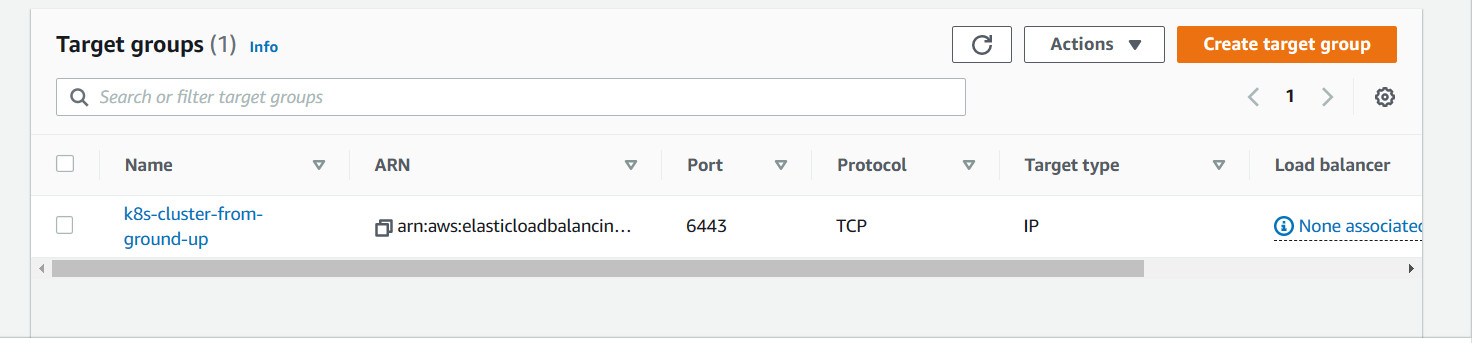 Target groups (1) Info
Actions
Create target group
Search or filter target groups
1
Name ARN Port Protocol Target type Load balancer
k8s-cluster-from-
ground-up
arn:aws:elasticloadbalancin… 6443 TCP IP None associated